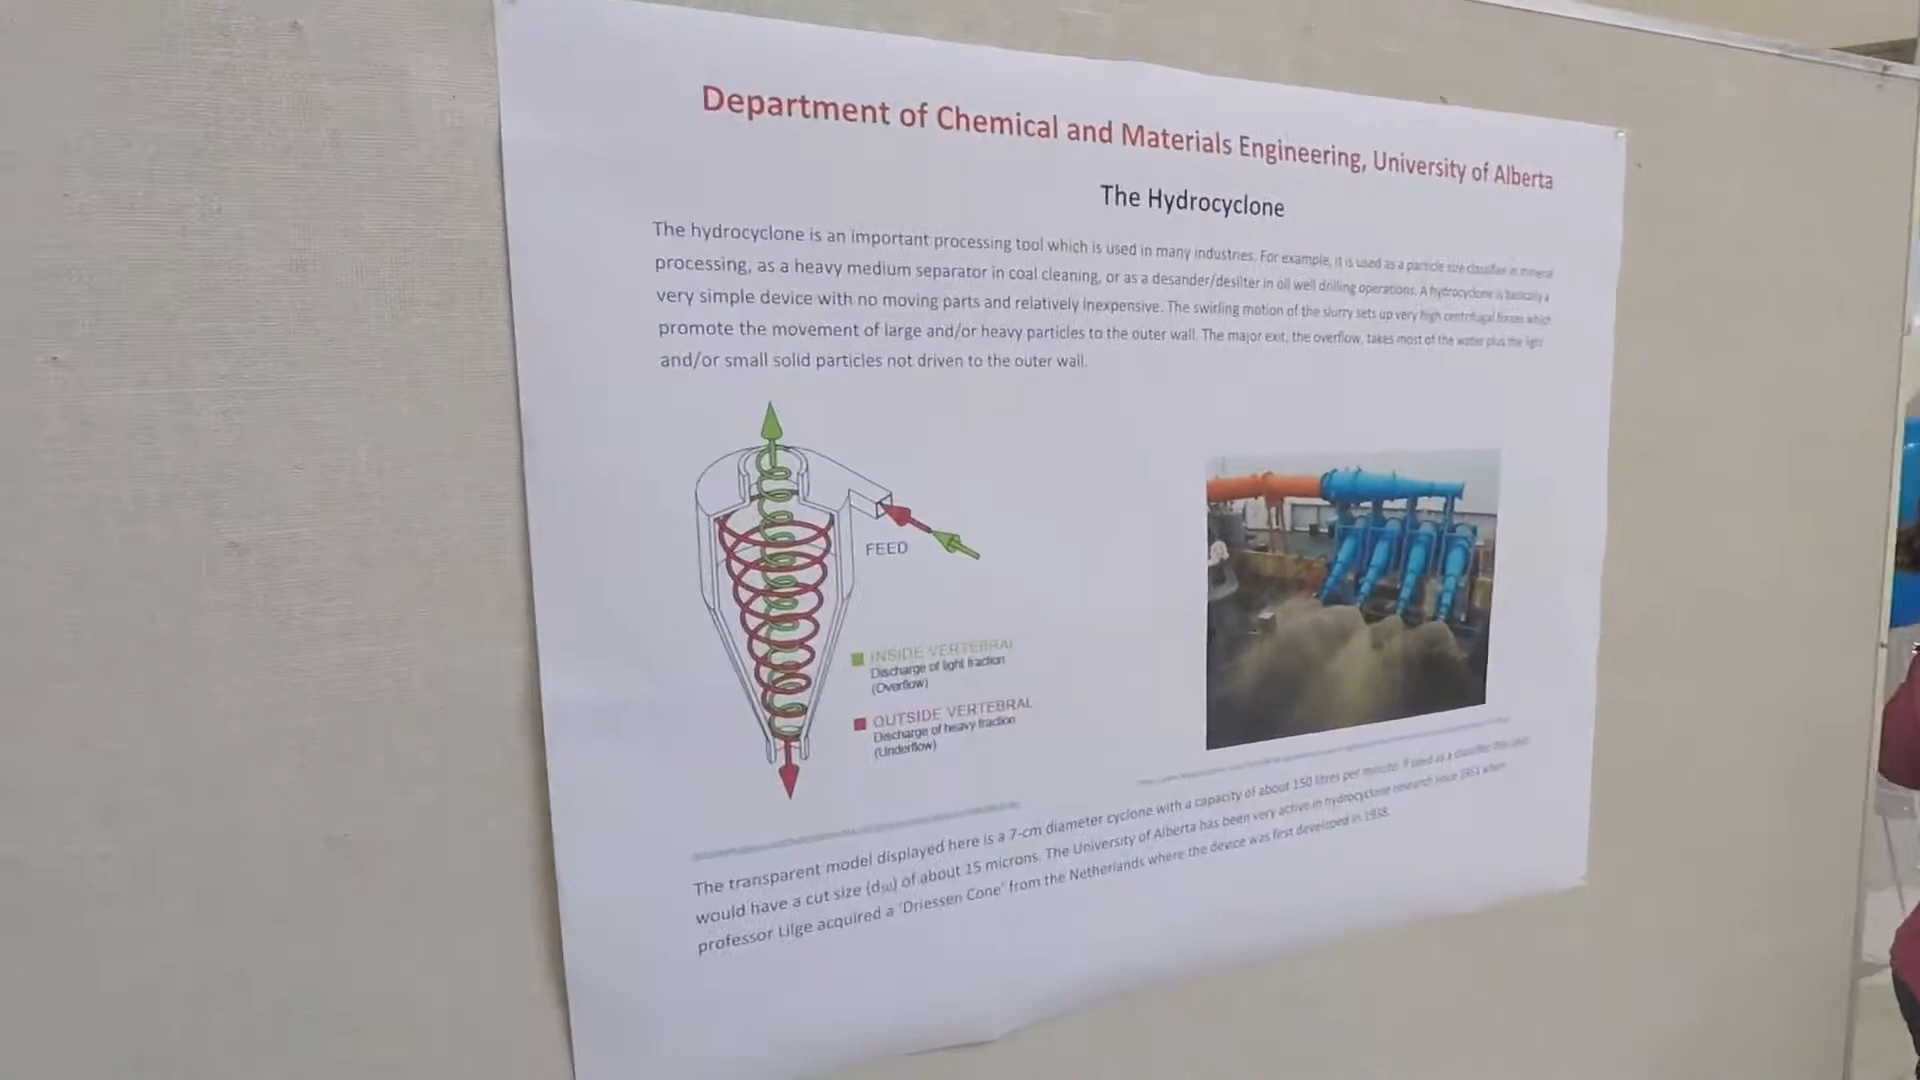 Department of Chemical and Materials Engineering, University of Alberta
The Hydrocyclone
The hydrocyclone is an important processing tool which is used in many industries. For example, it is used as a particle size classifier in mineral
processing, as a heavy medium separator in coal cleaning, or as a desander/desilter in oil well drilling operations. A hydrocyclone is basically a
very simple device with no moving parts and relatively inexpensive. The swirling motion of the slurry sets up very high centrifugal forces which
promote the movement of large and/or heavy particles to the outer wall. The major exit, the overflow, takes most of the water plus the light
and/or small solid particles not driven to the outer wall.
FEED
INSIDE VERTEBRAL
Discharge of light fraction
(Overflow)
OUTSIDE VERTEBRAL
Discharge of heavy fraction
(Underflow)
The transparent model displayed here is a 7-cm diameter cyclone with a capacity of about 150 litres per minute. If used as a classifier this
would have a cut size (d50) of about 15 microns. The University of Alberta has been very active in hydrocyclone research since when
professor Lilge acquired a 'Driessen Cone' from the Netherlands where the device was first developed in 1938.